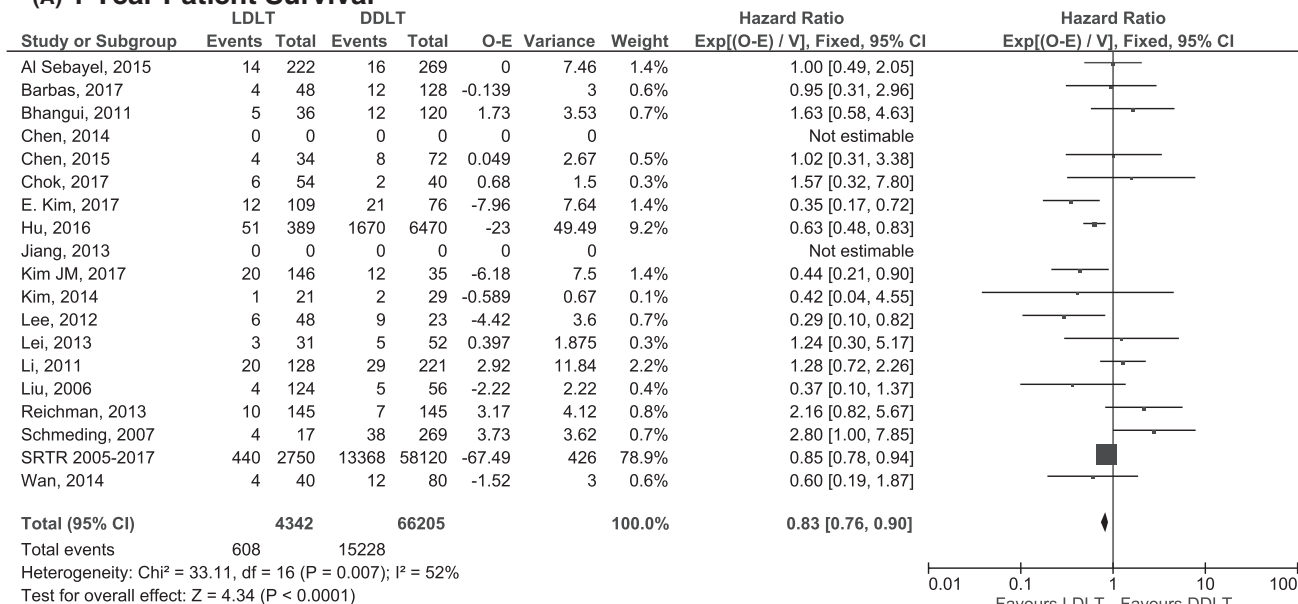 (A) 1-Year Patient Survival
LDLT DDLT Hazard Ratio Hazard Ratio
Study or Subgroup Events Total Events Total O-E Variance Weight Exp[(O-E) / V], Fixed, 95% CI Exp[(O-E) / V], Fixed, 95% CI
Al Sebayel, 2015 14 222 16 269 0 7.46 1.4% 1.00 [0.49, 2.05]
Barbas, 2017 4 48 12 128 -0.139 3 0.6% 0.95 [0.31, 2.96]
Bhangui, 2011 5 36 12 120 1.73 3.53 0.7% 1.63 [0.58, 4.63]
Chen, 2014 0 0 0 0 0 0 Not estimable
Chen, 2015 4 34 8 72 0.049 2.67 0.5% 1.02 [0.31, 3.38]
Chok, 2017 6 54 2 40 0.68 1.5 0.3% 1.57 [0.32, 7.80]
E. Kim, 2017 12 109 21 76 -7.96 7.64 1.4% 0.35 [0.17, 0.72]
Hu, 2016 51 389 1670 6470 -23 49.49 9.2% 0.63 [0.48, 0.83]
Jiang, 2013 0 0 0 0 0 0 Not estimable
Kim JM, 2017 20 146 12 35 -6.18 7.5 1.4% 0.44 [0.21, 0.90]
Kim, 2014 1 21 2 29 -0.589 0.67 0.1% 0.42 [0.04, 4.55]
Lee, 2012 6 48 9 23 -4.42 3.6 0.7% 0.29 [0.10, 0.82]
Lei, 2013 3 31 5 52 0.397 1.875 0.3% 1.24 [0.30, 5.17]
Li, 2011 20 128 29 221 2.92 11.84 2.2% 1.28 [0.72, 2.26]
Liu, 2006 4 124 5 56 -2.22 2.22 0.4% 0.37 [0.10, 1.37]
Reichman, 2013 10 145 7 145 3.17 4.12 0.8% 2.16 [0.82, 5.67]
Schmeding, 2007 4 17 38 269 3.73 3.62 0.7% 2.80 [1.00, 7.85]
SRTR 2005-2017 440 2750 13368 58120 -67.49 426 78.9% 0.85 [0.78, 0.94]
Wan, 2014 4 40 12 80 -1.52 3 0.6% 0.60 [0.19, 1.87]
Total (95% CI) 4342 66205 100.0% 0.83 [0.76, 0.90]
Total events 608 15228
Heterogeneity: Chi² = 33.11, df = 16 (P = 0.007); I² = 52%
0.01 0.1 1 10 100
Test for overall effect: Z = 4.34 (P < 0.0001)
Favours LDLT Favours DDLT